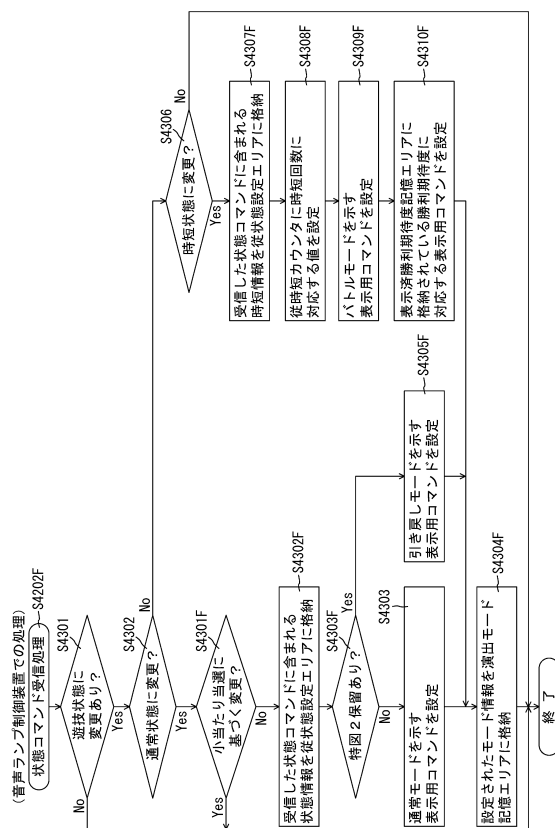 (音声ランプ制御装置での処理)
状態コマンド受信処理
S4202F
S4301
遊技状態に
変更あり?
No
Yes
S4302
通常状態に変更?
No
Yes
S4301F
小当たり当選に
基づく変更?
Yes
No
S4302F
受信した状態コマンドに含まれる
状態情報を従状態設定エリアに格納
S4303F
特図2保留あり?
Yes
No
S4303
通常モードを示す
表示用コマンドを設定
S4305F
引き戻しモードを示す
表示用コマンドを設定
S4304F
設定されたモード情報を演出モード
記憶エリアに格納
S4306
時短状態に変更?
No
Yes
S4307F
受信した状態コマンドに含まれる
時短情報を従状態設定エリアに格納
S4308F
従時短カウンタに時短回数に
対応する値を設定
S4309F
バトルモードを示す
表示用コマンドを設定
S4310F
表示済勝利期待度記憶エリアに
格納されている勝利期待度に
対応する表示用コマンドを設定
終了